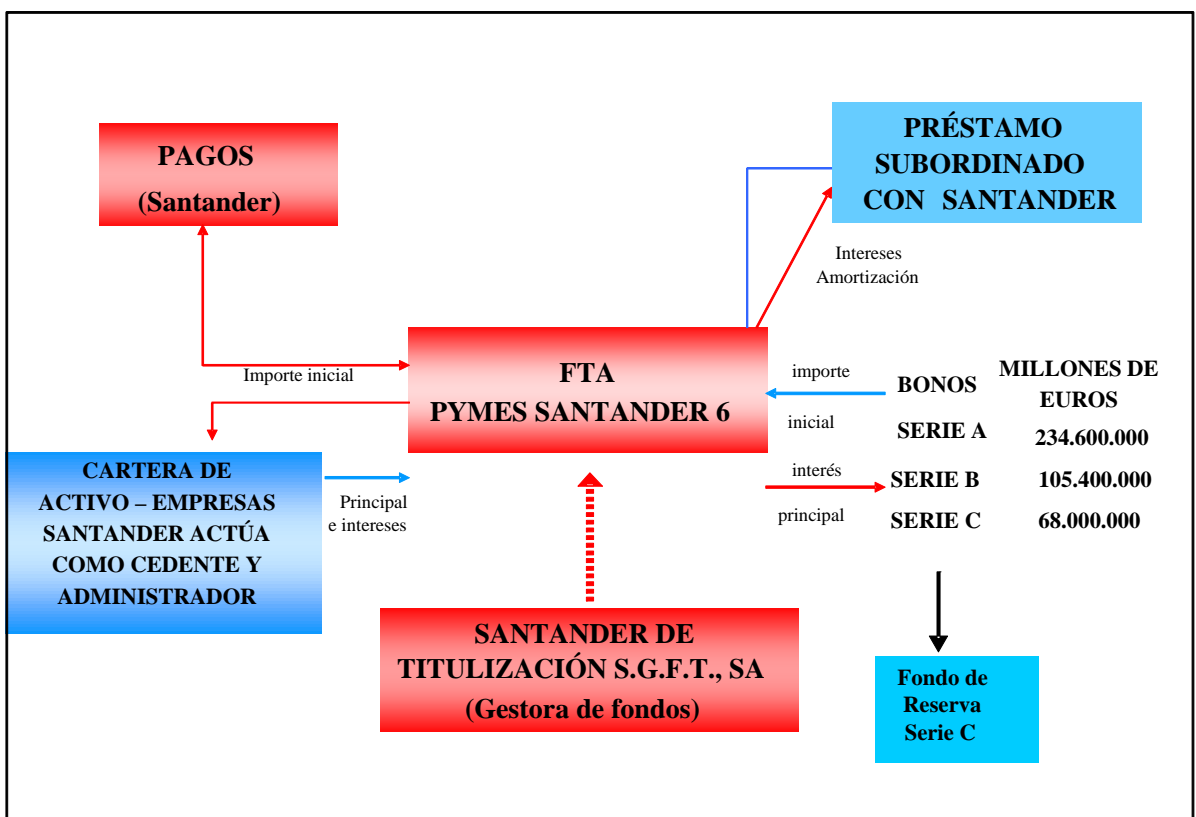 PAGOS
(Santander)
PRÉSTAMO
SUBORDINADO
CON SANTANDER
Intereses
Amortización
Importe inicial
FTA
PYMES SANTANDER 6
importe
inicial
interés
principal
BONOS
MILLONES DE
EUROS
SERIE A 234.600.000
SERIE B 105.400.000
SERIE C 68.000.000
CARTERA DE
ACTIVO – EMPRESAS
SANTANDER ACTÚA
COMO CEDENTE Y
ADMINISTRADOR
Principal
e intereses
SANTANDER DE
TITULIZACIÓN S.G.F.T., SA
(Gestora de fondos)
Fondo de
Reserva
Serie C